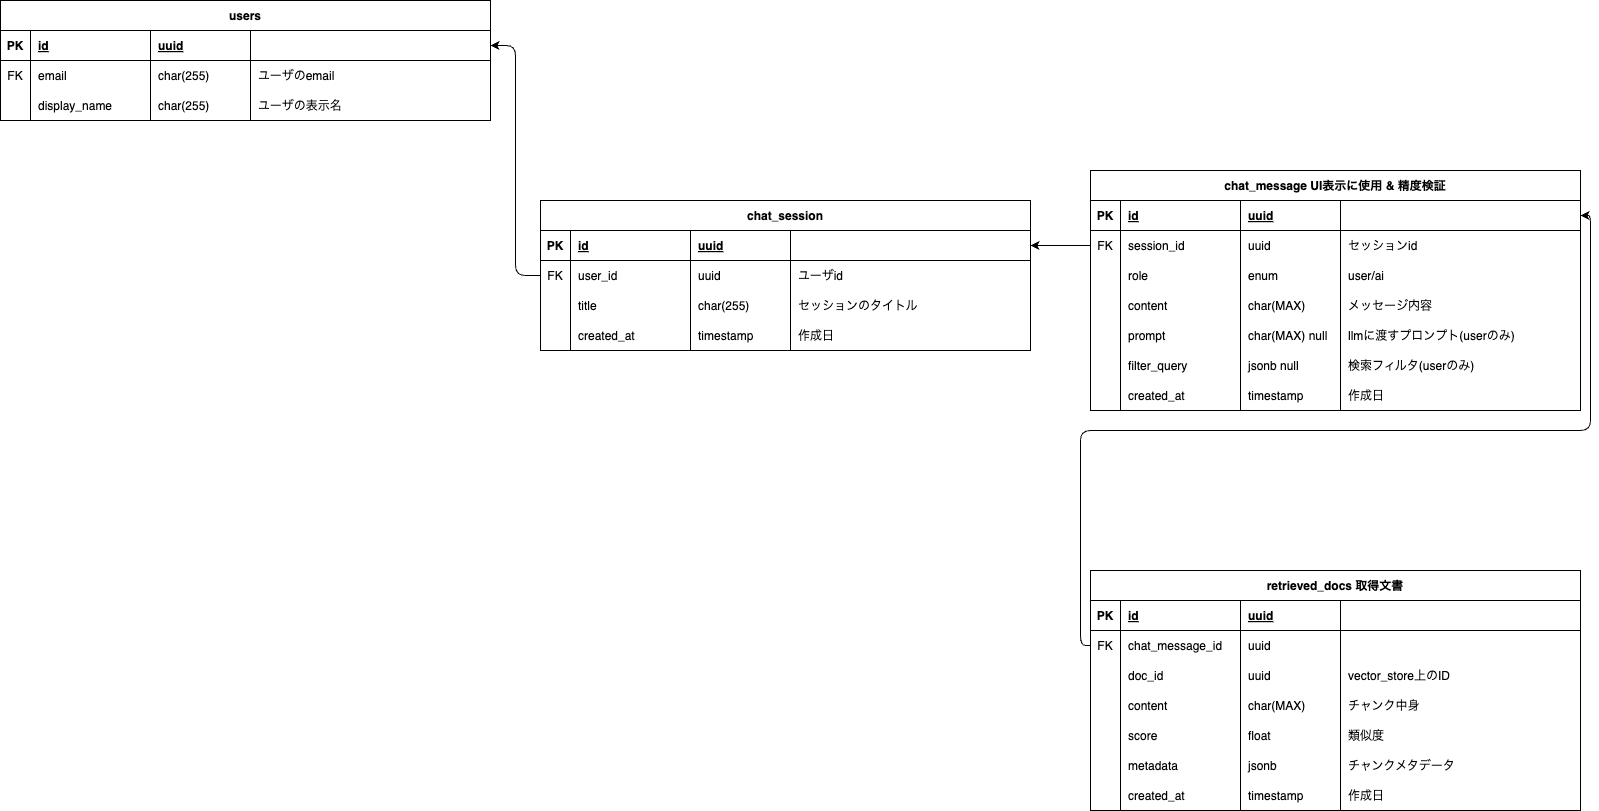 users
PK id uuid
FK email char(255) ユーザのemail
display_name char(255) ユーザの表示名
chat_session
PK id uuid
FK user_id uuid ユーザid
title char(255) セッションのタイトル
created_at timestamp 作成日
chat_message UI表示に使用 & 精度検証
PK id uuid
FK session_id uuid セッションid
role enum user/ai
content char(MAX) メッセージ内容
prompt char(MAX) null llmに渡すプロンプト(userのみ)
filter_query jsonb null 検索フィルタ(userのみ)
created_at timestamp 作成日
retrieved_docs 取得文書
PK id uuid
FK chat_message_id uuid
doc_id uuid vector_store上のID
content char(MAX) チャンク中身
score float 類似度
metadata jsonb チャンクメタデータ
created_at timestamp 作成日